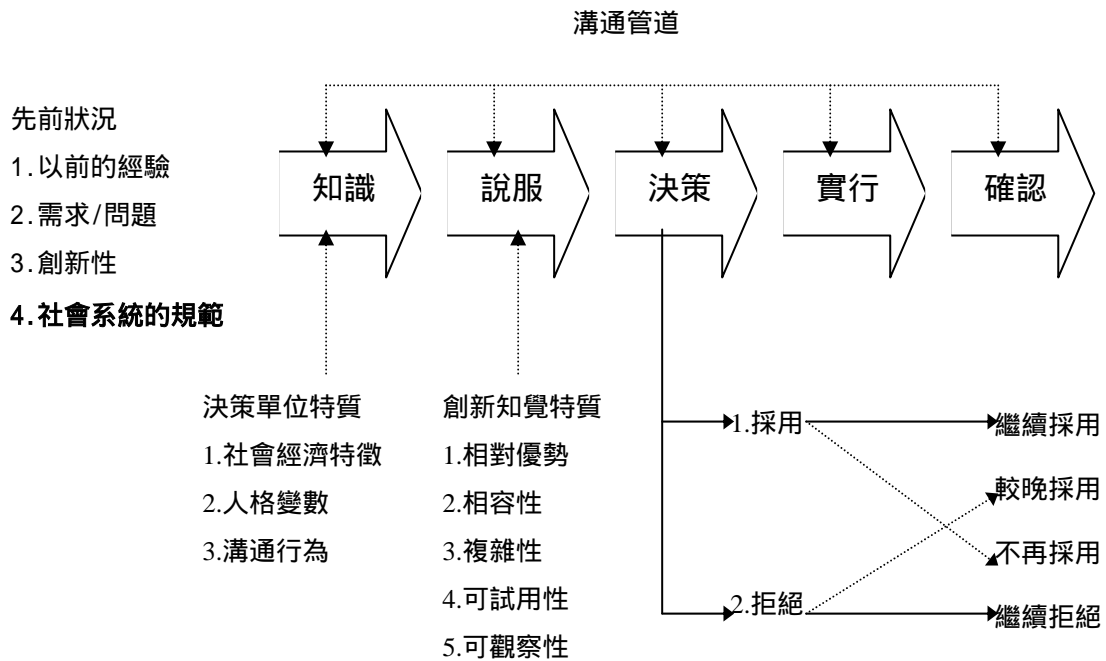 溝通管道
先前狀況
1.以前的經驗
2.需求/問題
3.創新性
4.社會系統的規範
知識
說服
決策
實行
確認
決策單位特質
1.社會經濟特徵
2.人格變數
3.溝通行為
創新知覺特質
1.相對優勢
2.相容性
3.複雜性
4.可試用性
5.可觀察性
1.採用
2.拒絕
繼續採用
較晚採用
不再採用
繼續拒絕